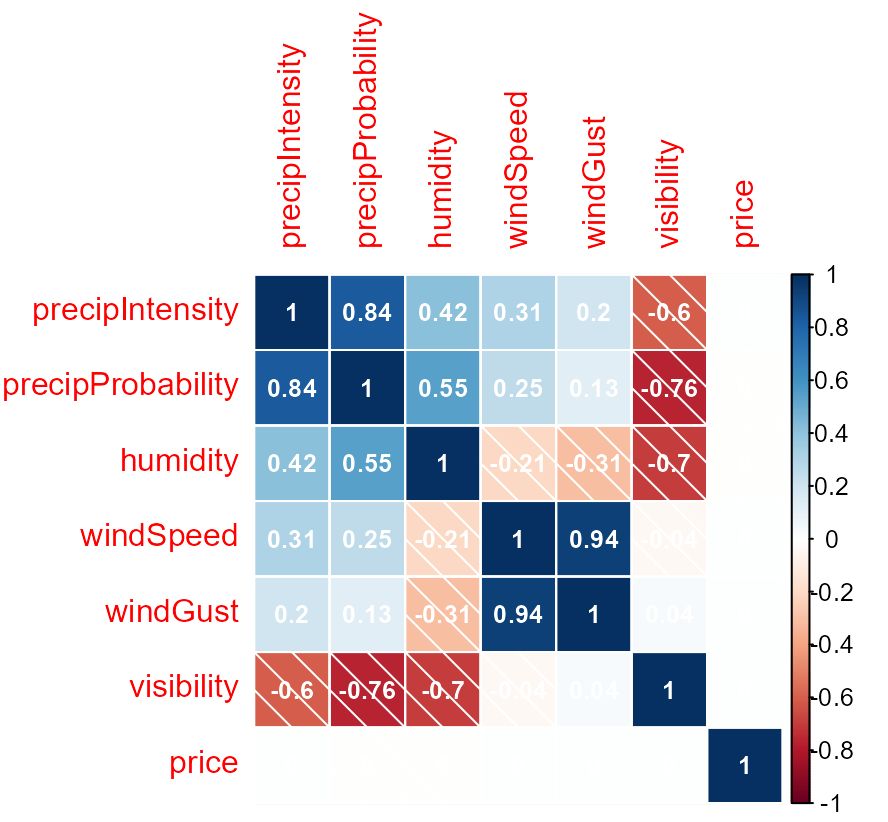 precipIntensity precipProbability humidity windSpeed windGust visibility price
precipIntensity 1 0.84 0.42 0.31 0.2 -0.6
precipProbability 0.84 1 0.55 0.25 0.13 -0.76
humidity 0.42 0.55 1 -0.21 -0.31 -0.7
windSpeed 0.31 0.25 -0.21 1 0.94 -0.04
windGust 0.2 0.13 -0.31 0.94 1 0.04
visibility -0.6 -0.76 -0.7 -0.04 0.04 1
price 1
1
0.8
0.6
0.4
0.2
0
-0.2
-0.4
-0.6
-0.8
-1